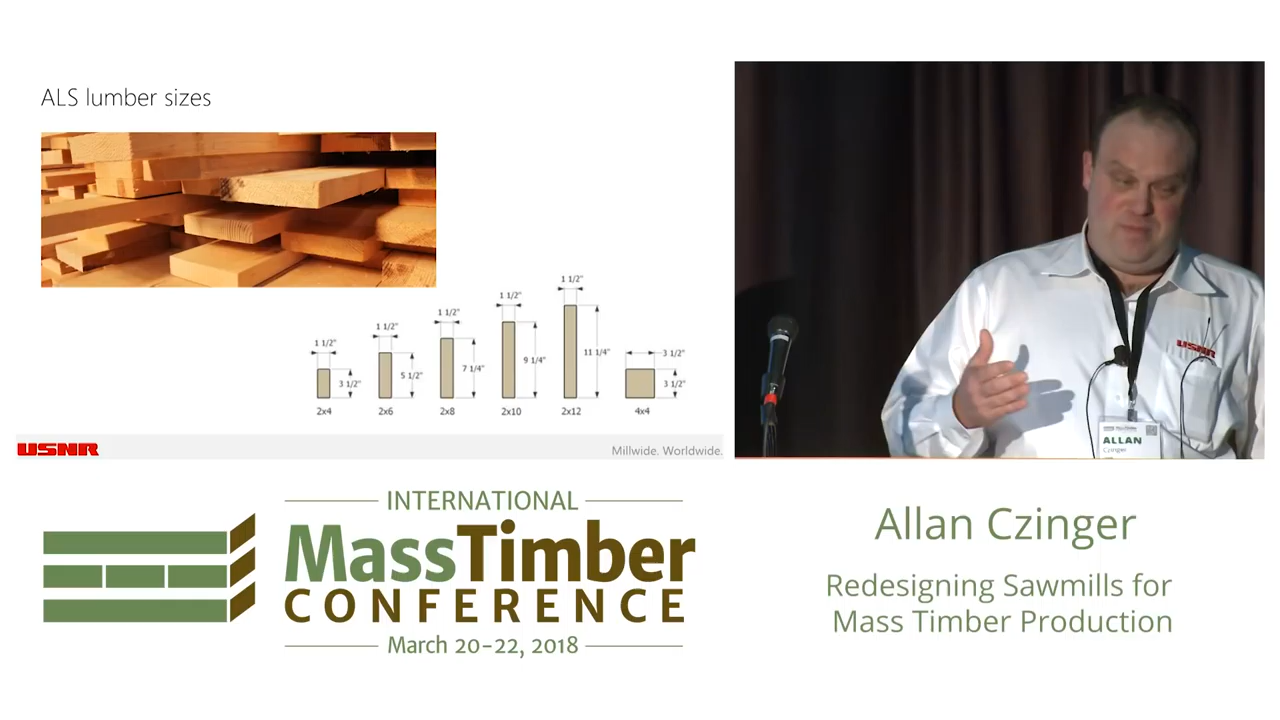 ALS lumber sizes
1 1/2"
3 1/2"
2x4
1 1/2"
5 1/2"
2x6
1 1/2"
7 1/4"
2x8
1 1/2"
9 1/4"
2x10
1 1/2"
11 1/4"
2x12
3 1/2"
3 1/2"
4x4
USNR
Millwide. Worldwide.
USNR
ALLAN
Czinger
INTERNATIONAL
MassTimber
CONFERENCE
March 20-22, 2018
Allan Czinger
Redesigning Sawmills for
Mass Timber Production